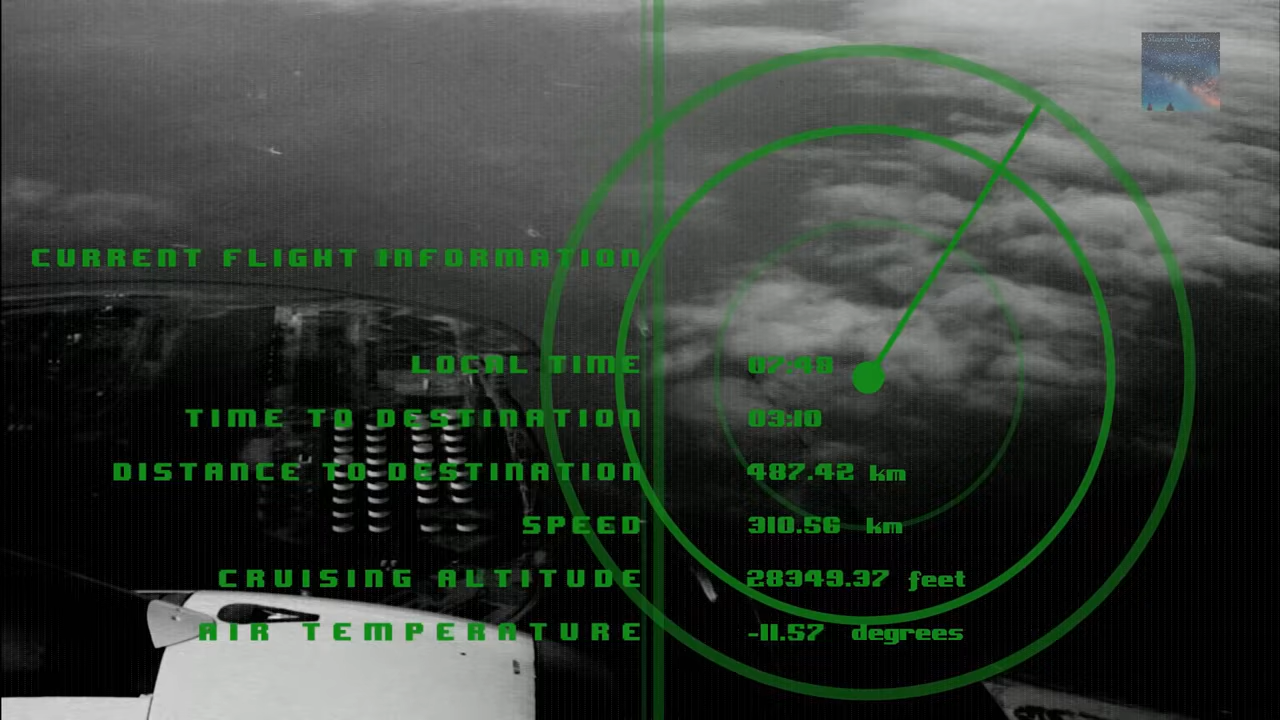 CURRENT FLIGHT INFORMATION
LOCAL TIME 07:48
TIME TO DESTINATION 03:10
DISTANCE TO DESTINATION 487.42 km
SPEED 310.56 km
CRUISING ALTITUDE 28349.37 feet
AIR TEMPERATURE -11.57 degrees